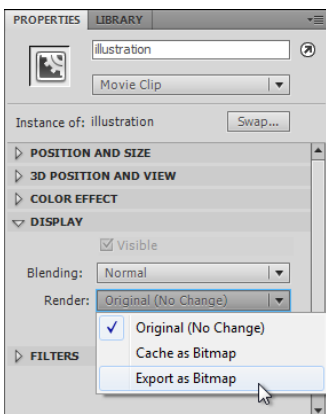 PROPERTIES LIBRARY
illustration
Movie Clip
Instance of: illustration Swap...
POSITION AND SIZE
3D POSITION AND VIEW
COLOR EFFECT
DISPLAY
Visible
Blending: Normal
Render: Original (No Change)
Original (No Change)
Cache as Bitmap
FILTERS
Export as Bitmap